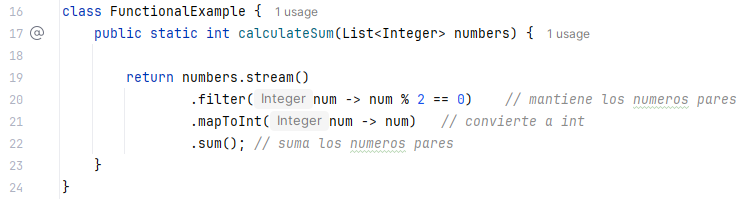 16 class FunctionalExample { 1 usage
17 @ public static int calculateSum(List<Integer> numbers) { 1 usage
18
19 return numbers.stream()
20 .filter( Integer num -> num % 2 == 0) // mantiene los numeros pares
21 .mapToInt( Integer num -> num) // convierte a int
22 .sum(); // suma los numeros pares
23 }
24 }